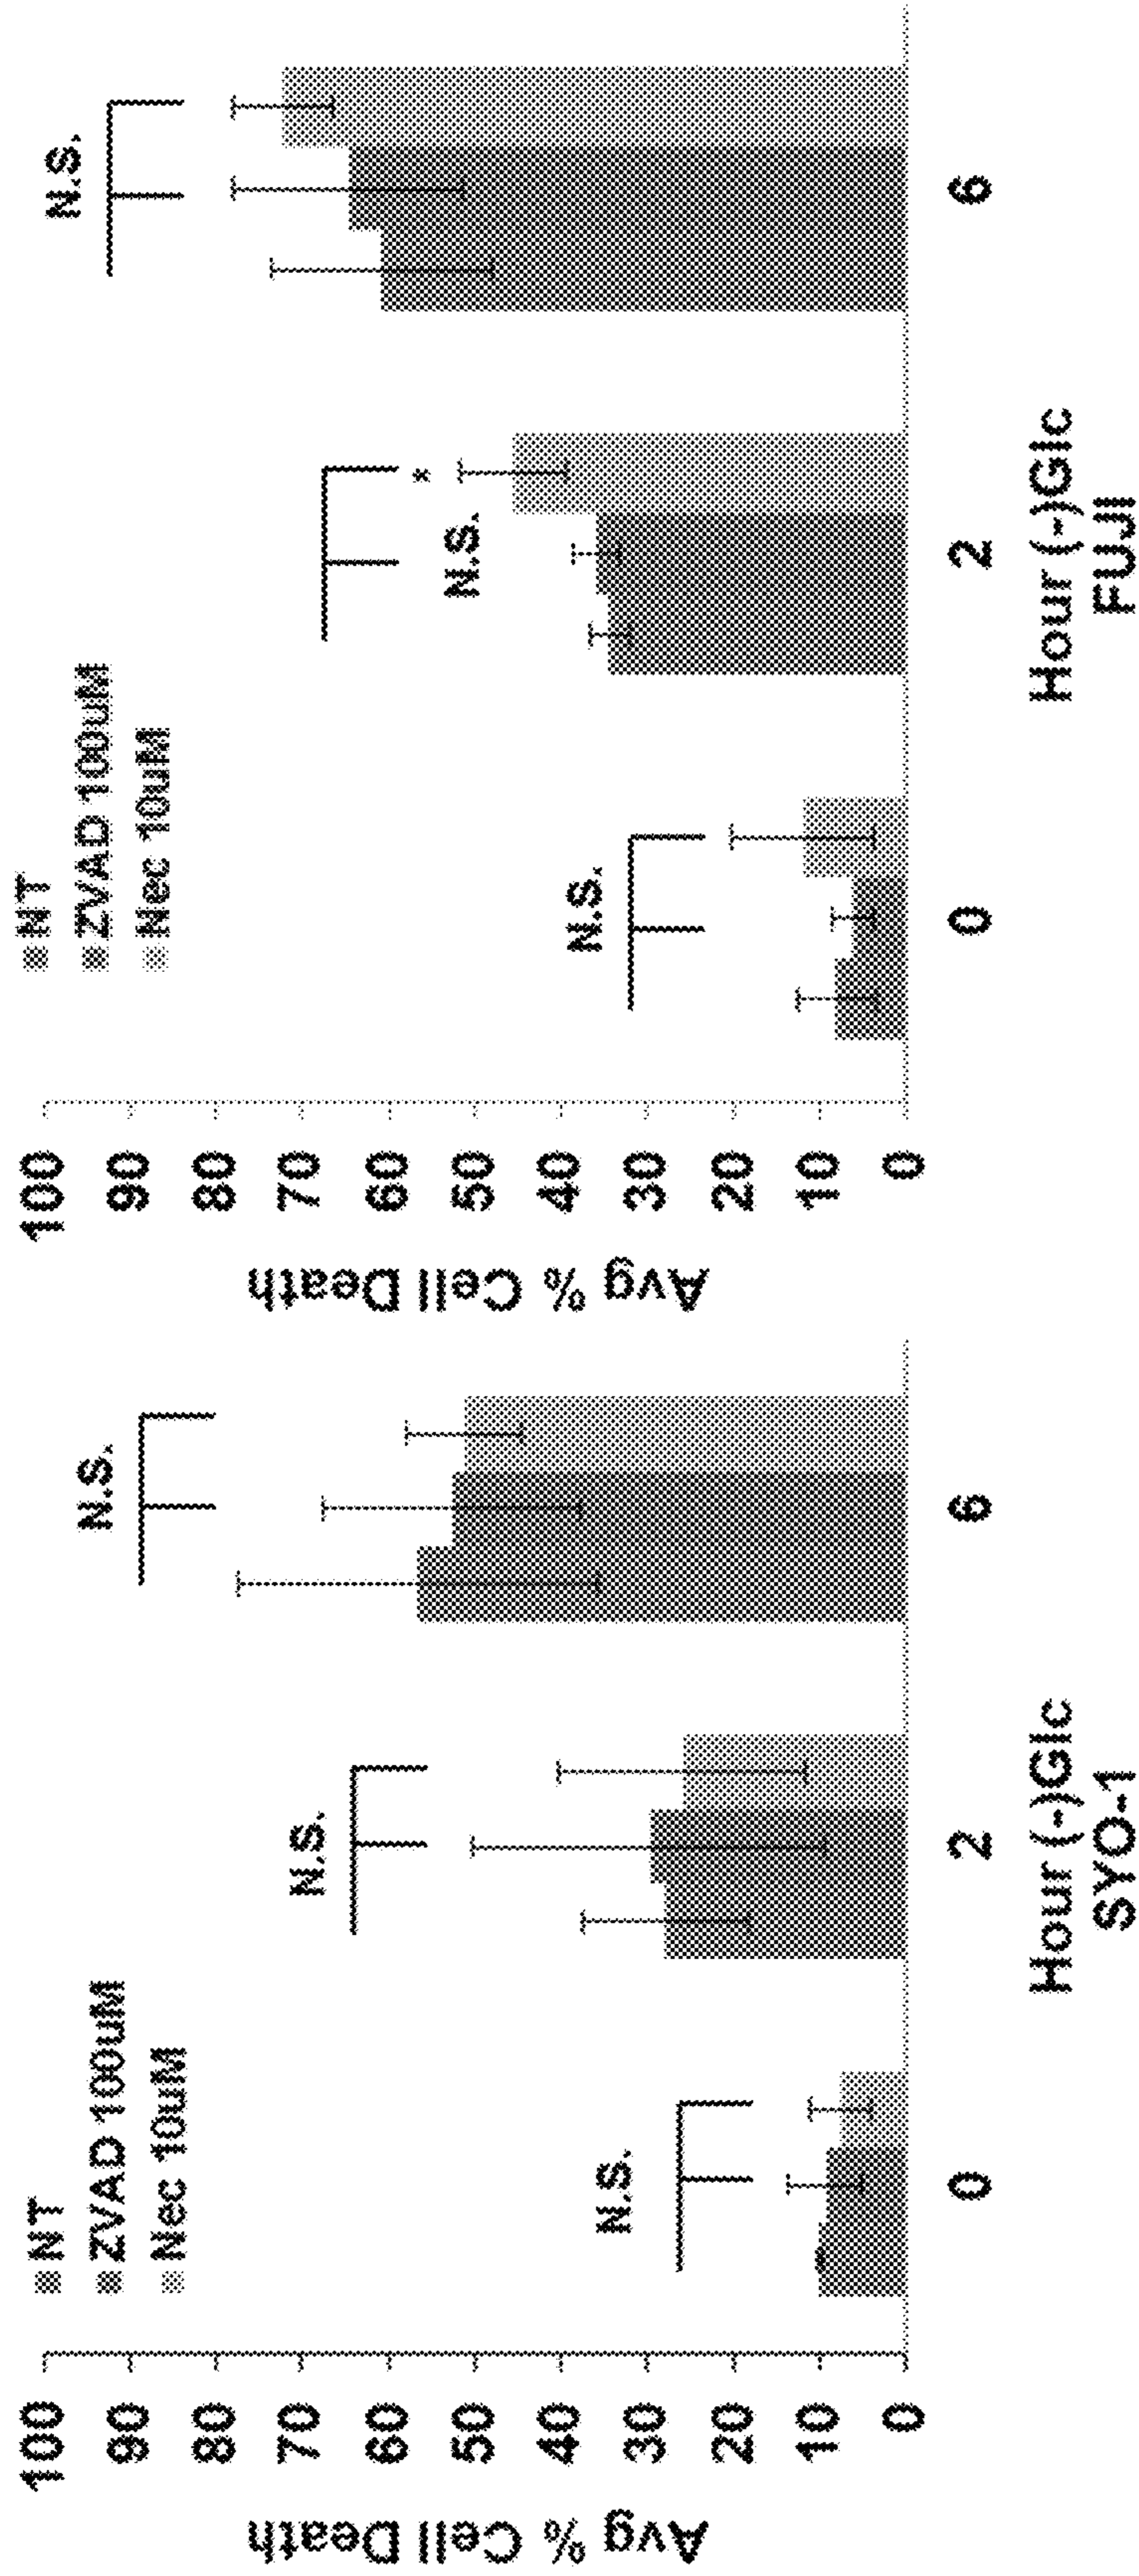 NT
ZVAD 100uM
Nec 10uM
Avg % Cell Death
100
90
80
70
60
50
40
30
20
10
0
N.S.
N.S.
N.S.
0
2
6
Hour (-)Glc
SYO-1
NT
ZVAD 100uM
Nec 10uM
Avg % Cell Death
100
90
80
70
60
50
40
30
20
10
0
N.S.
N.S.
*
N.S.
0
2
6
Hour (-)Glc
FUJI